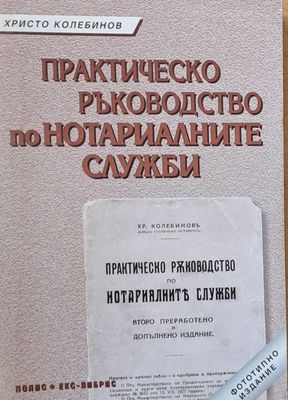 ХРИСТО КОЛЕБИНОВ
ПРАКТИЧЕСКО
РЪКОВОДСТВО
по НОТАРИАЛНИТЕ
СЛУЖБИ
ХР. КОЛЕБИНОВЪ
ПРАКТИЧЕСКО РѪКОВОДСТВО
ПО
НОТАРИЯЛНИТѢ СЛУЖБИ
ВТОРО ПРЕРАБОТЕНО
И
ДОПЪЛНЕНО ИЗДАНИЕ.
ПОЛИС • ЕКС-ЛИБРИС
ФОТОТИПНО
ИЗДАНИЕ